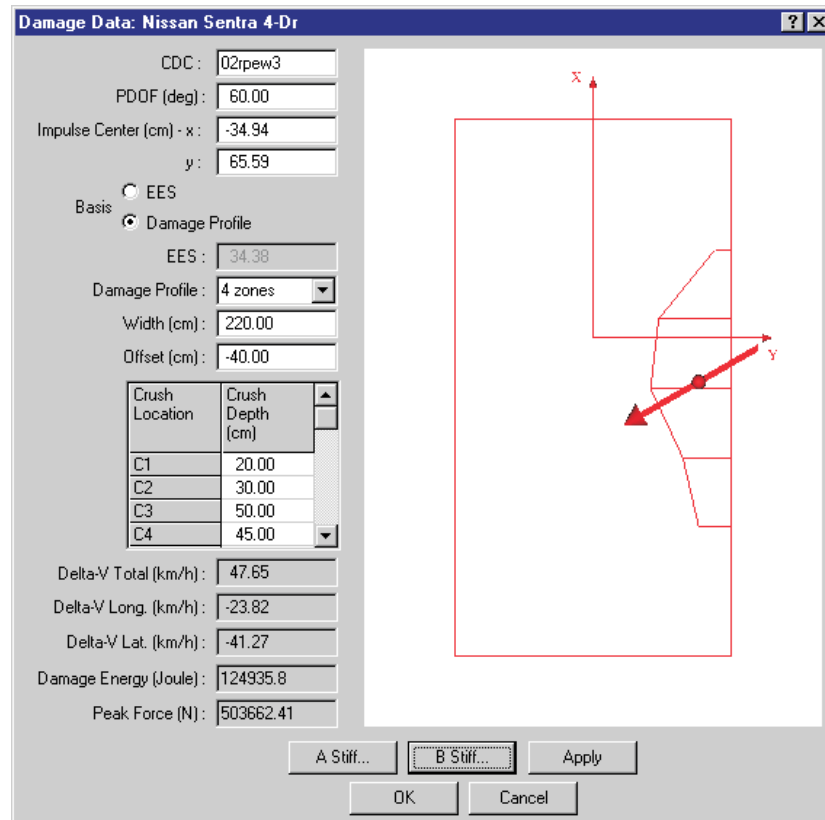 Damage Data: Nissan Sentra 4-Dr
CDC : 02rpew3
PDOF (deg) : 60.00
Impulse Center (cm) - x : -34.94
y : 65.59
Basis
EES
Damage Profile
EES : 34.38
Damage Profile : 4 zones
Width (cm) : 220.00
Offset (cm) : -40.00
Crush Location Crush Depth (cm)
C1 20.00
C2 30.00
C3 50.00
C4 45.00
Delta-V Total (km/h) : 47.65
Delta-V Long. (km/h) : -23.82
Delta-V Lat. (km/h) : -41.27
Damage Energy (Joule) : 124935.8
Peak Force (N) : 503662.41
X
Y
A Stiff... B Stiff... Apply
OK Cancel